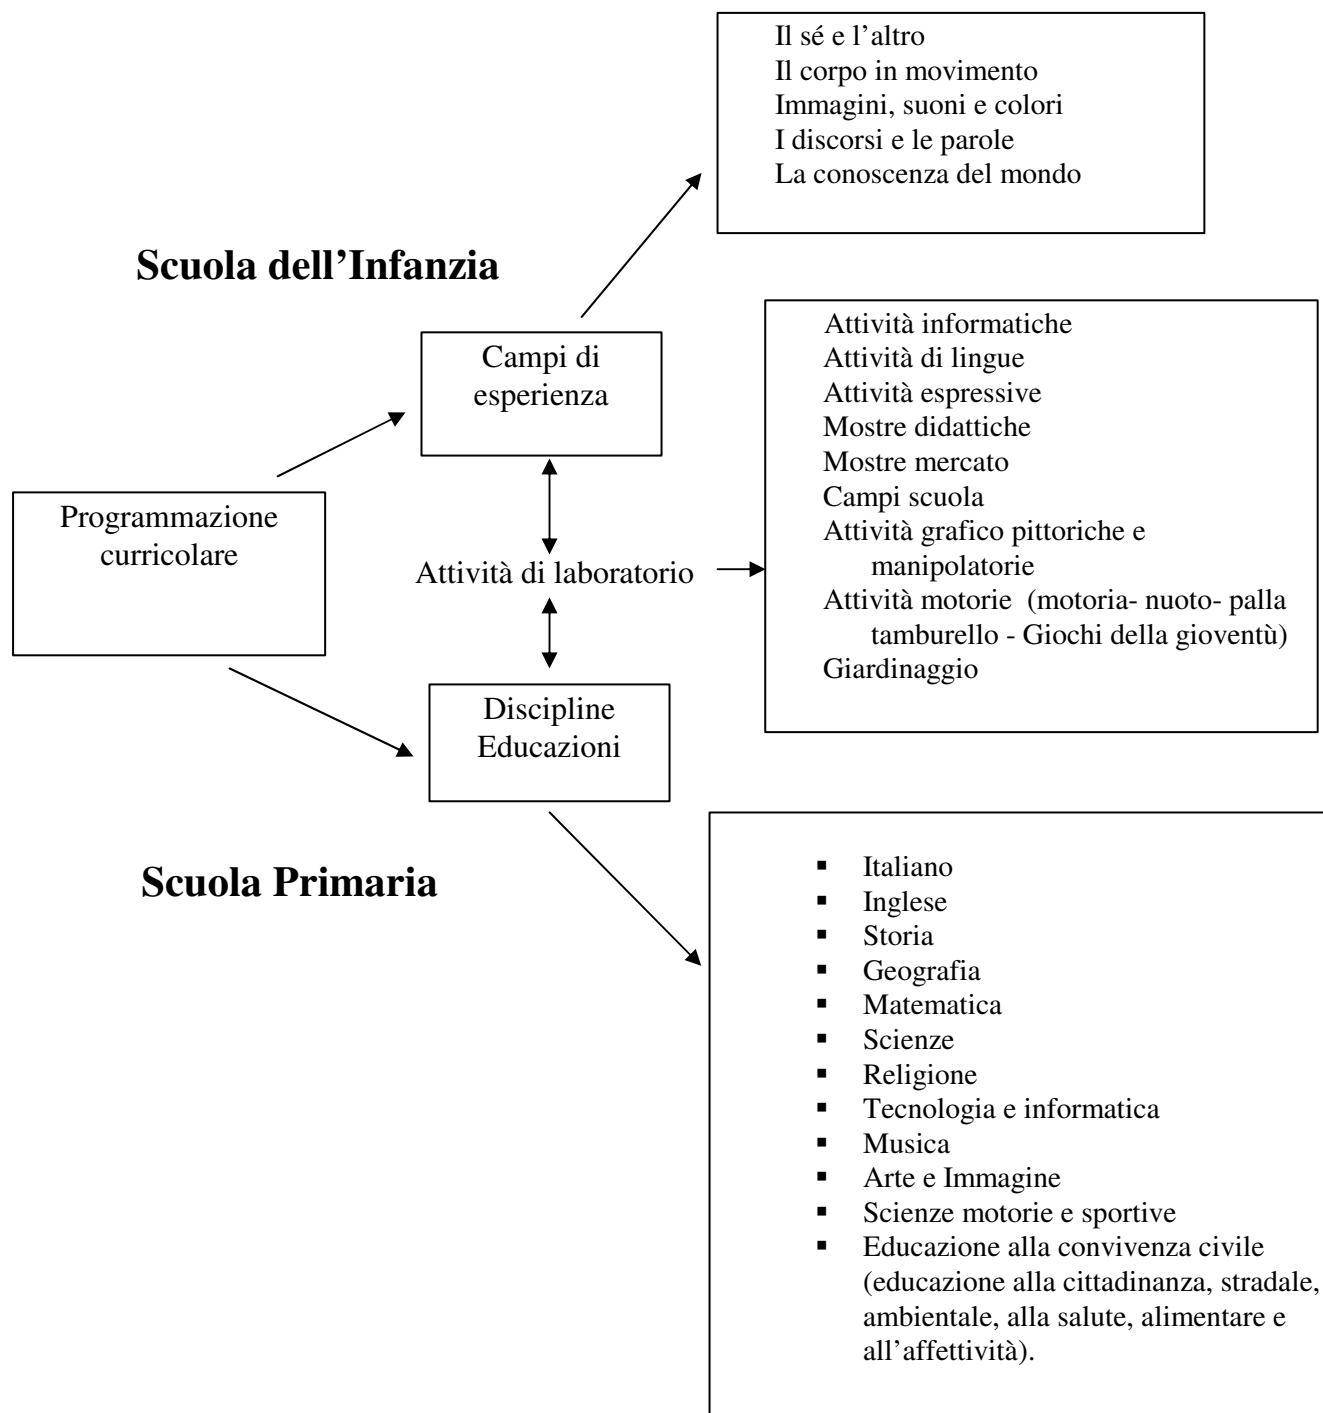 Il sé e l’altro
Il corpo in movimento
Immagini, suoni e colori
I discorsi e le parole
La conoscenza del mondo
Scuola dell’Infanzia
Campi di
esperienza
Attività informatiche
Attività di lingue
Attività espressive
Mostre didattiche
Mostre mercato
Campi scuola
Attività grafico pittoriche e
manipolatorie
Attività motorie (motoria- nuoto- palla
tamburello - Giochi della gioventù)
Giardinaggio
Programmazione
curricolare
Attività di laboratorio
Discipline
Educazioni
Scuola Primaria
▪ Italiano
▪ Inglese
▪ Storia
▪ Geografia
▪ Matematica
▪ Scienze
▪ Religione
▪ Tecnologia e informatica
▪ Musica
▪ Arte e Immagine
▪ Scienze motorie e sportive
▪ Educazione alla convivenza civile
(educazione alla cittadinanza, stradale,
ambientale, alla salute, alimentare e
all’affettività).